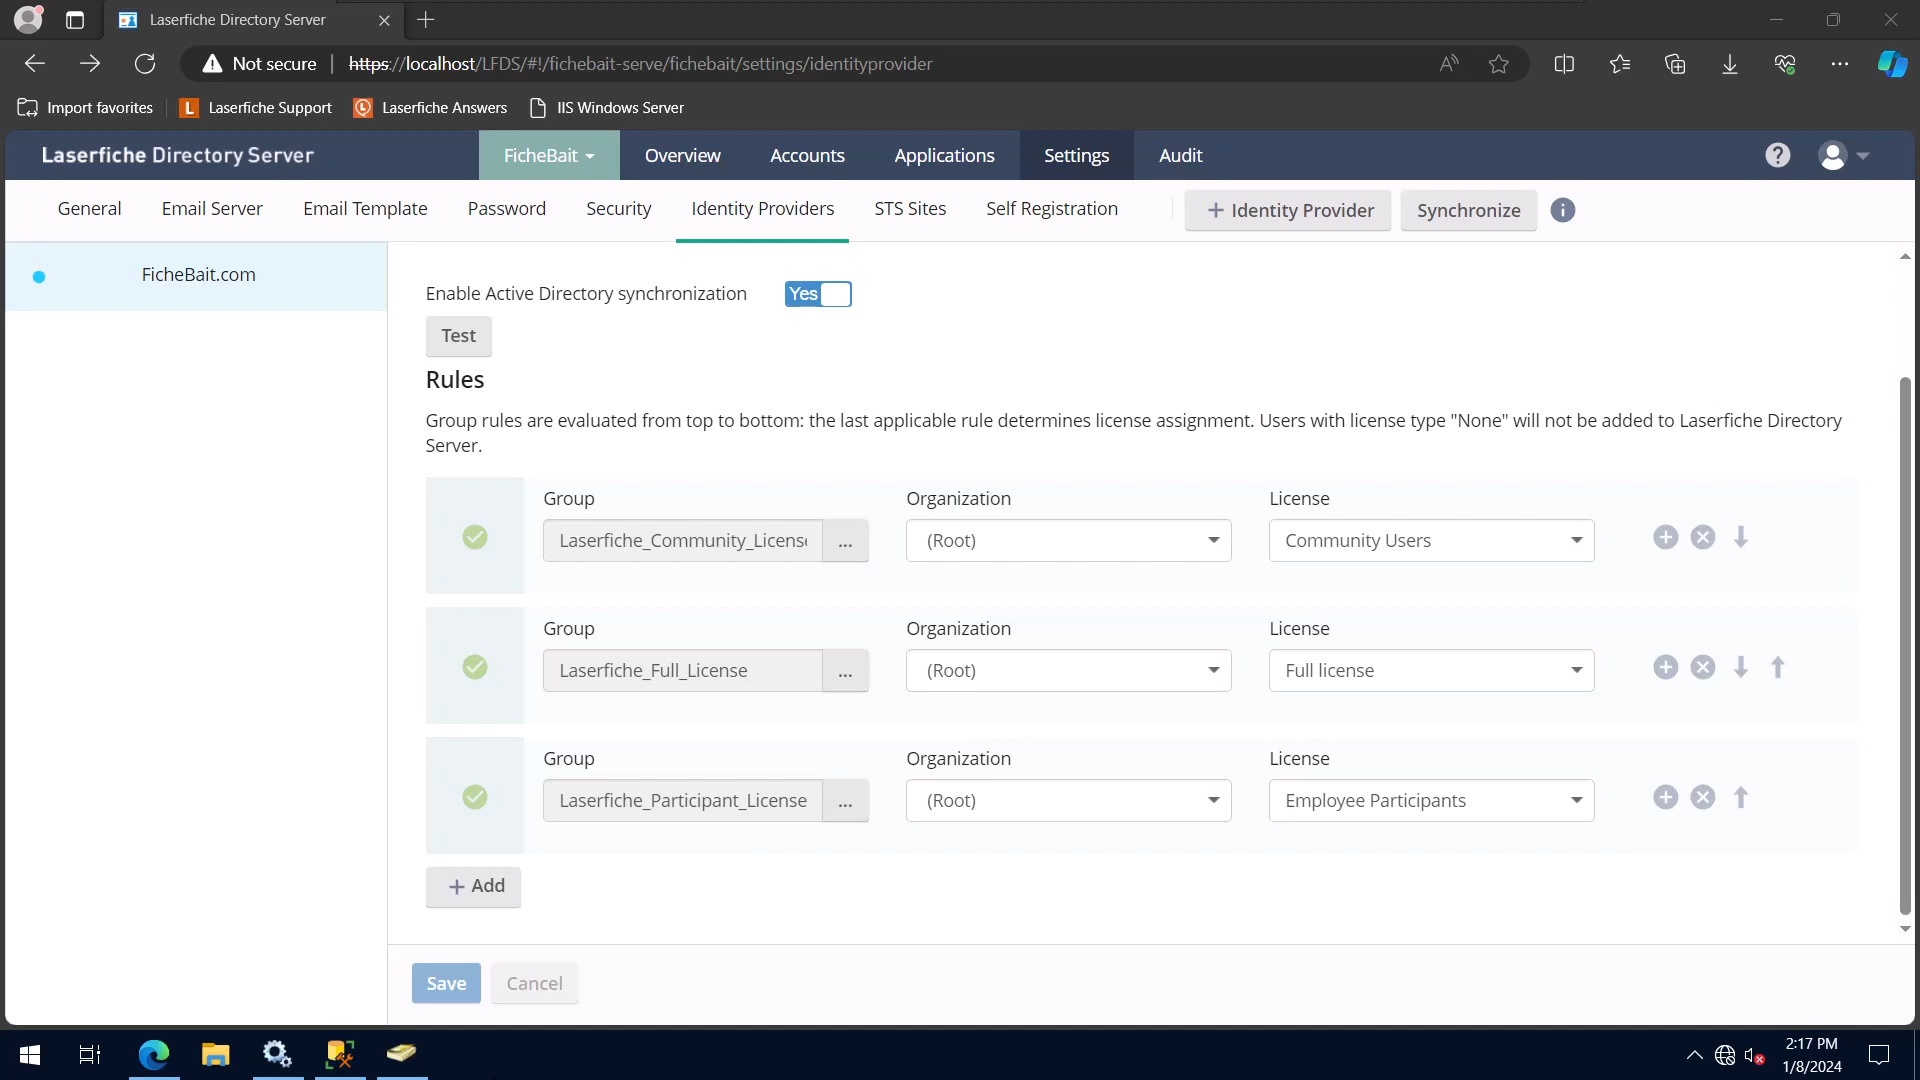 Laserfiche Directory Server
Not secure | https://localhost/LFDS/#!/fichebait-serve/fichebait/settings/identityprovider
Import favorites
L Laserfiche Support
Laserfiche Answers
IIS Windows Server
Laserfiche Directory Server
FicheBait
Overview
Accounts
Applications
Settings
Audit
General
Email Server
Email Template
Password
Security
Identity Providers
STS Sites
Self Registration
+ Identity Provider
Synchronize
FicheBait.com
Enable Active Directory synchronization
Yes
Test
Rules
Group rules are evaluated from top to bottom: the last applicable rule determines license assignment. Users with license type "None" will not be added to Laserfiche Directory
Server.
Group Organization License
Laserfiche_Community_License ... (Root) Community Users
Group Organization License
Laserfiche_Full_License ... (Root) Full license
Group Organization License
Laserfiche_Participant_License ... (Root) Employee Participants
+ Add
Save
Cancel
2:17 PM
1/8/2024